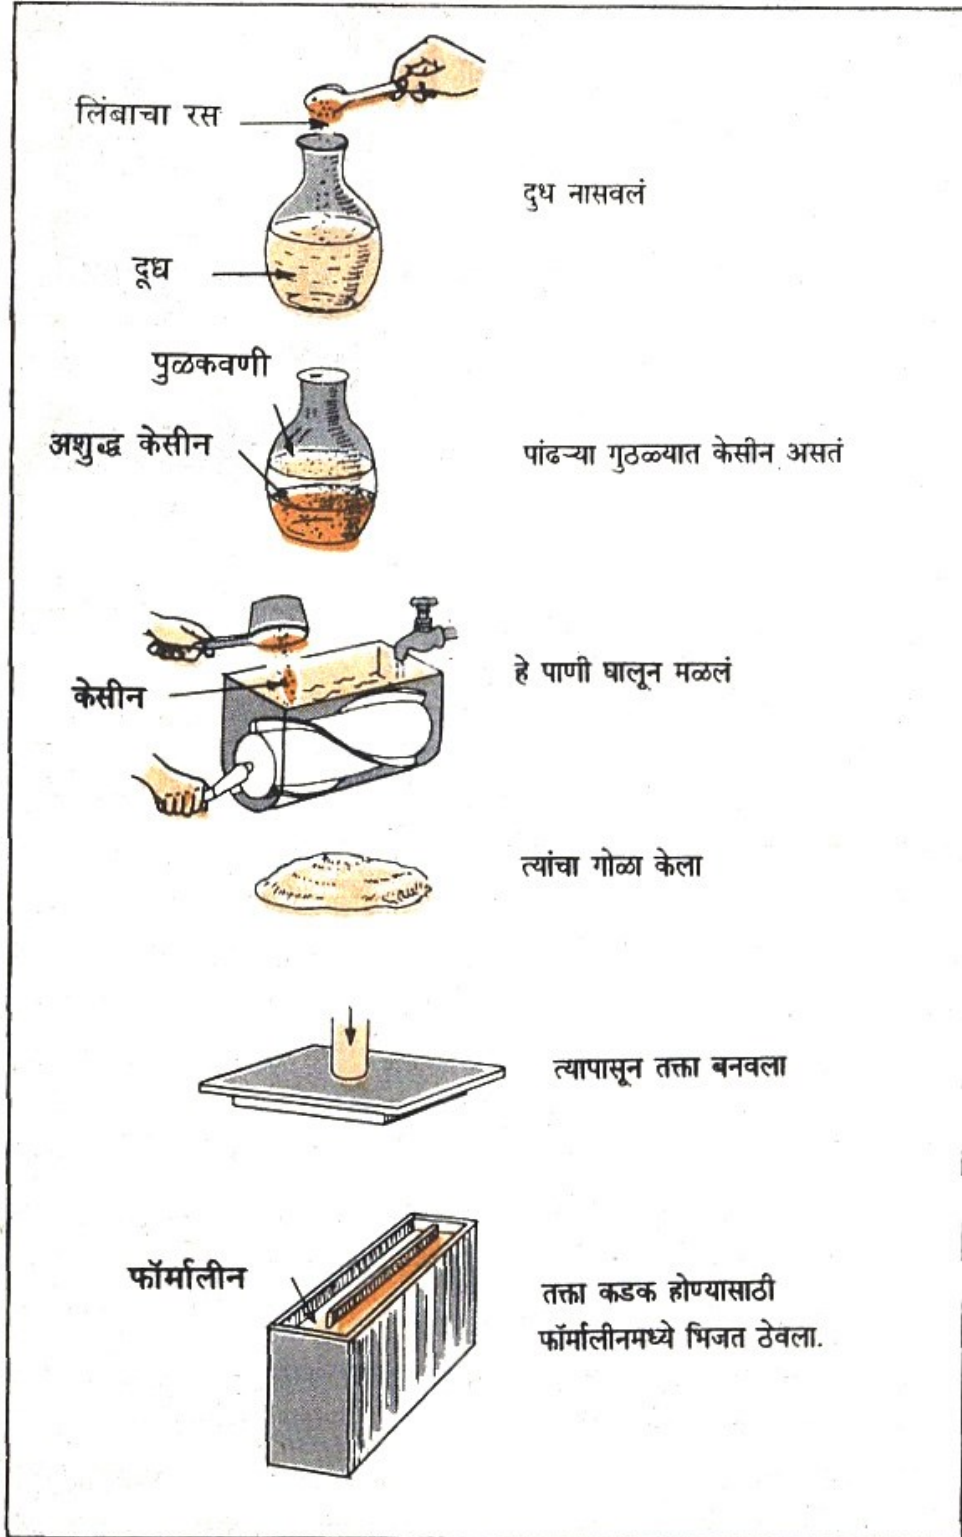 लिंबाचा रस
दुध नासवलं
दूध
पुळकवणी
अशुद्ध केसीन
पांढऱ्या गुठळ्यात केसीन असतं
केसीन
हे पाणी घालून मळलं
त्यांचा गोळा केला
त्यापासून तक्ता बनवला
फॉर्मालीन
तक्ता कडक होण्यासाठी
फॉर्मालीनमध्ये भिजत ठेवला.